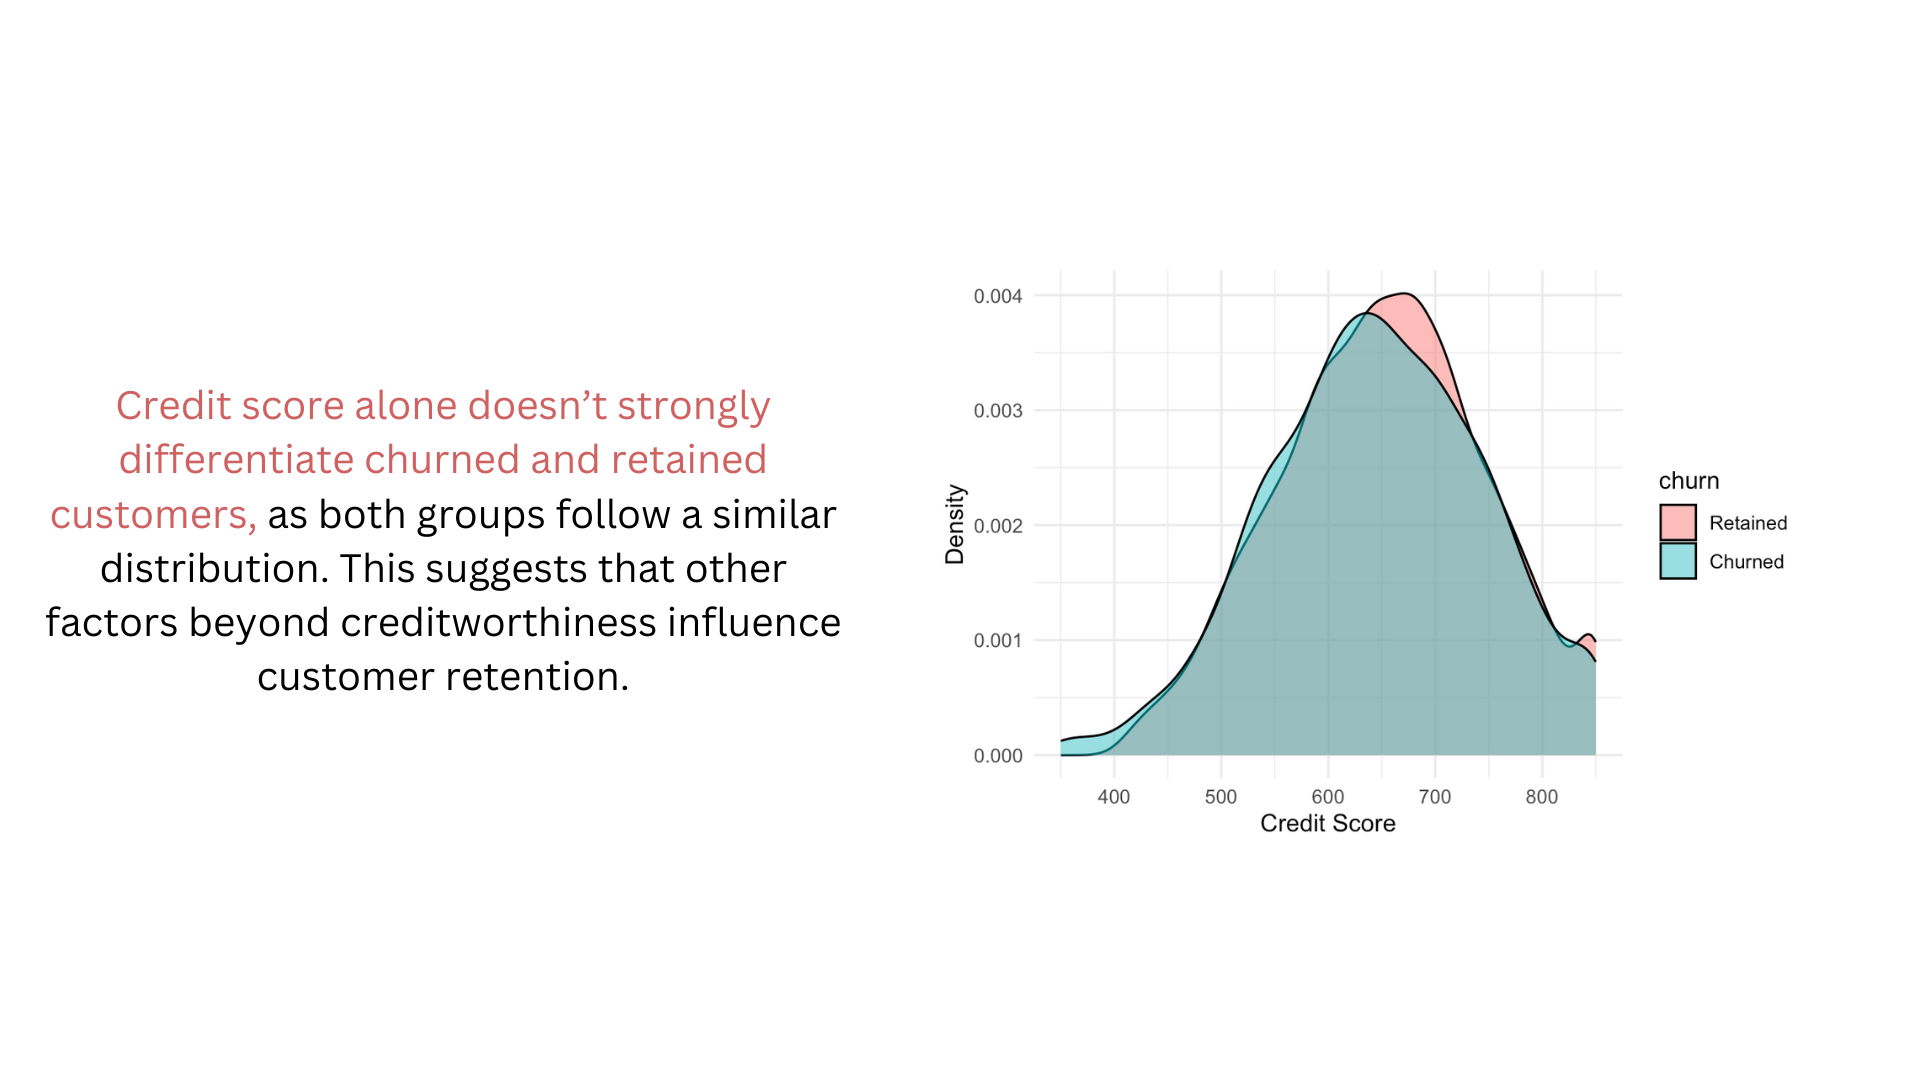 Credit score alone doesn’t strongly
differentiate churned and retained
customers, as both groups follow a similar
distribution. This suggests that other
factors beyond creditworthiness influence
customer retention.
0.004
0.003
0.002
0.001
0.000
Density
400 500 600 700 800
Credit Score
churn
Retained
Churned